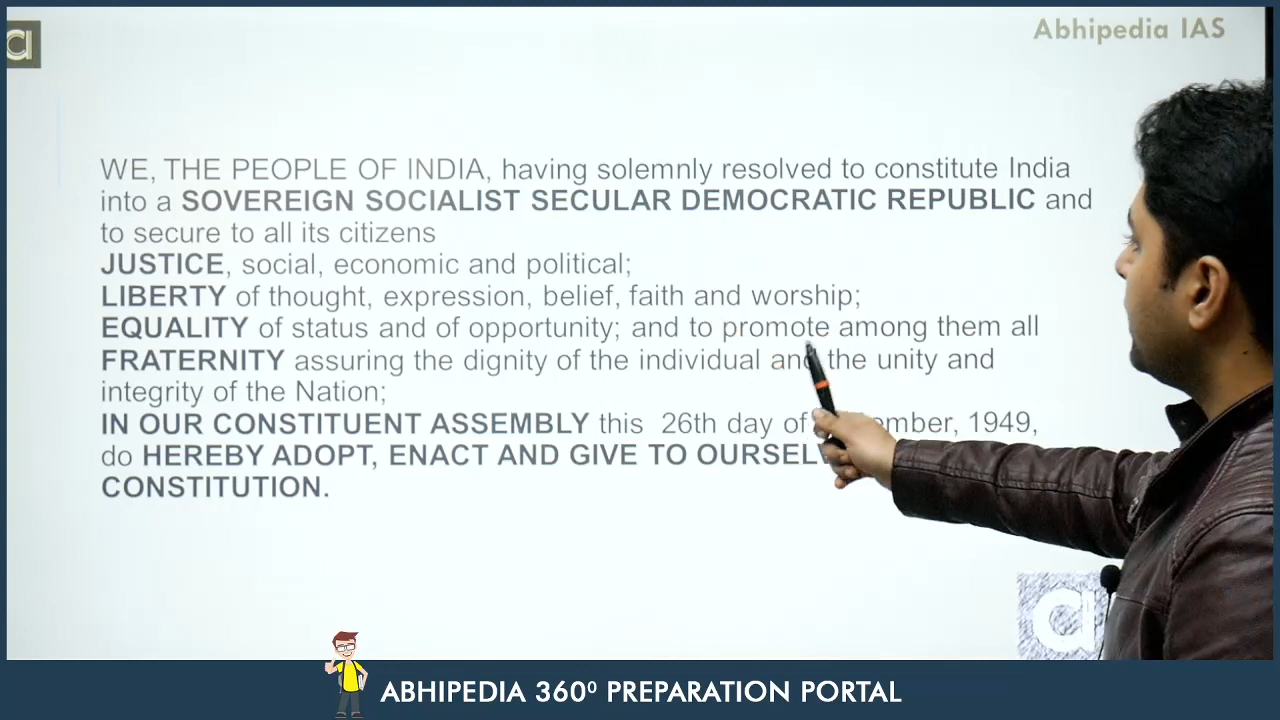 Abhipedia IAS
WE, THE PEOPLE OF INDIA, having solemnly resolved to constitute India
into a SOVEREIGN SOCIALIST SECULAR DEMOCRATIC REPUBLIC and
to secure to all its citizens
JUSTICE, social, economic and political;
LIBERTY of thought, expression, belief, faith and worship;
EQUALITY of status and of opportunity; and to promote among them all
FRATERNITY assuring the dignity of the individual and the unity and
integrity of the Nation;
IN OUR CONSTITUENT ASSEMBLY this 26th day of 1949,
do HEREBY ADOPT, ENACT AND GIVE TO
CONSTITUTION.
ABHIPEDIA 360⁰ PREPARATION PORTAL